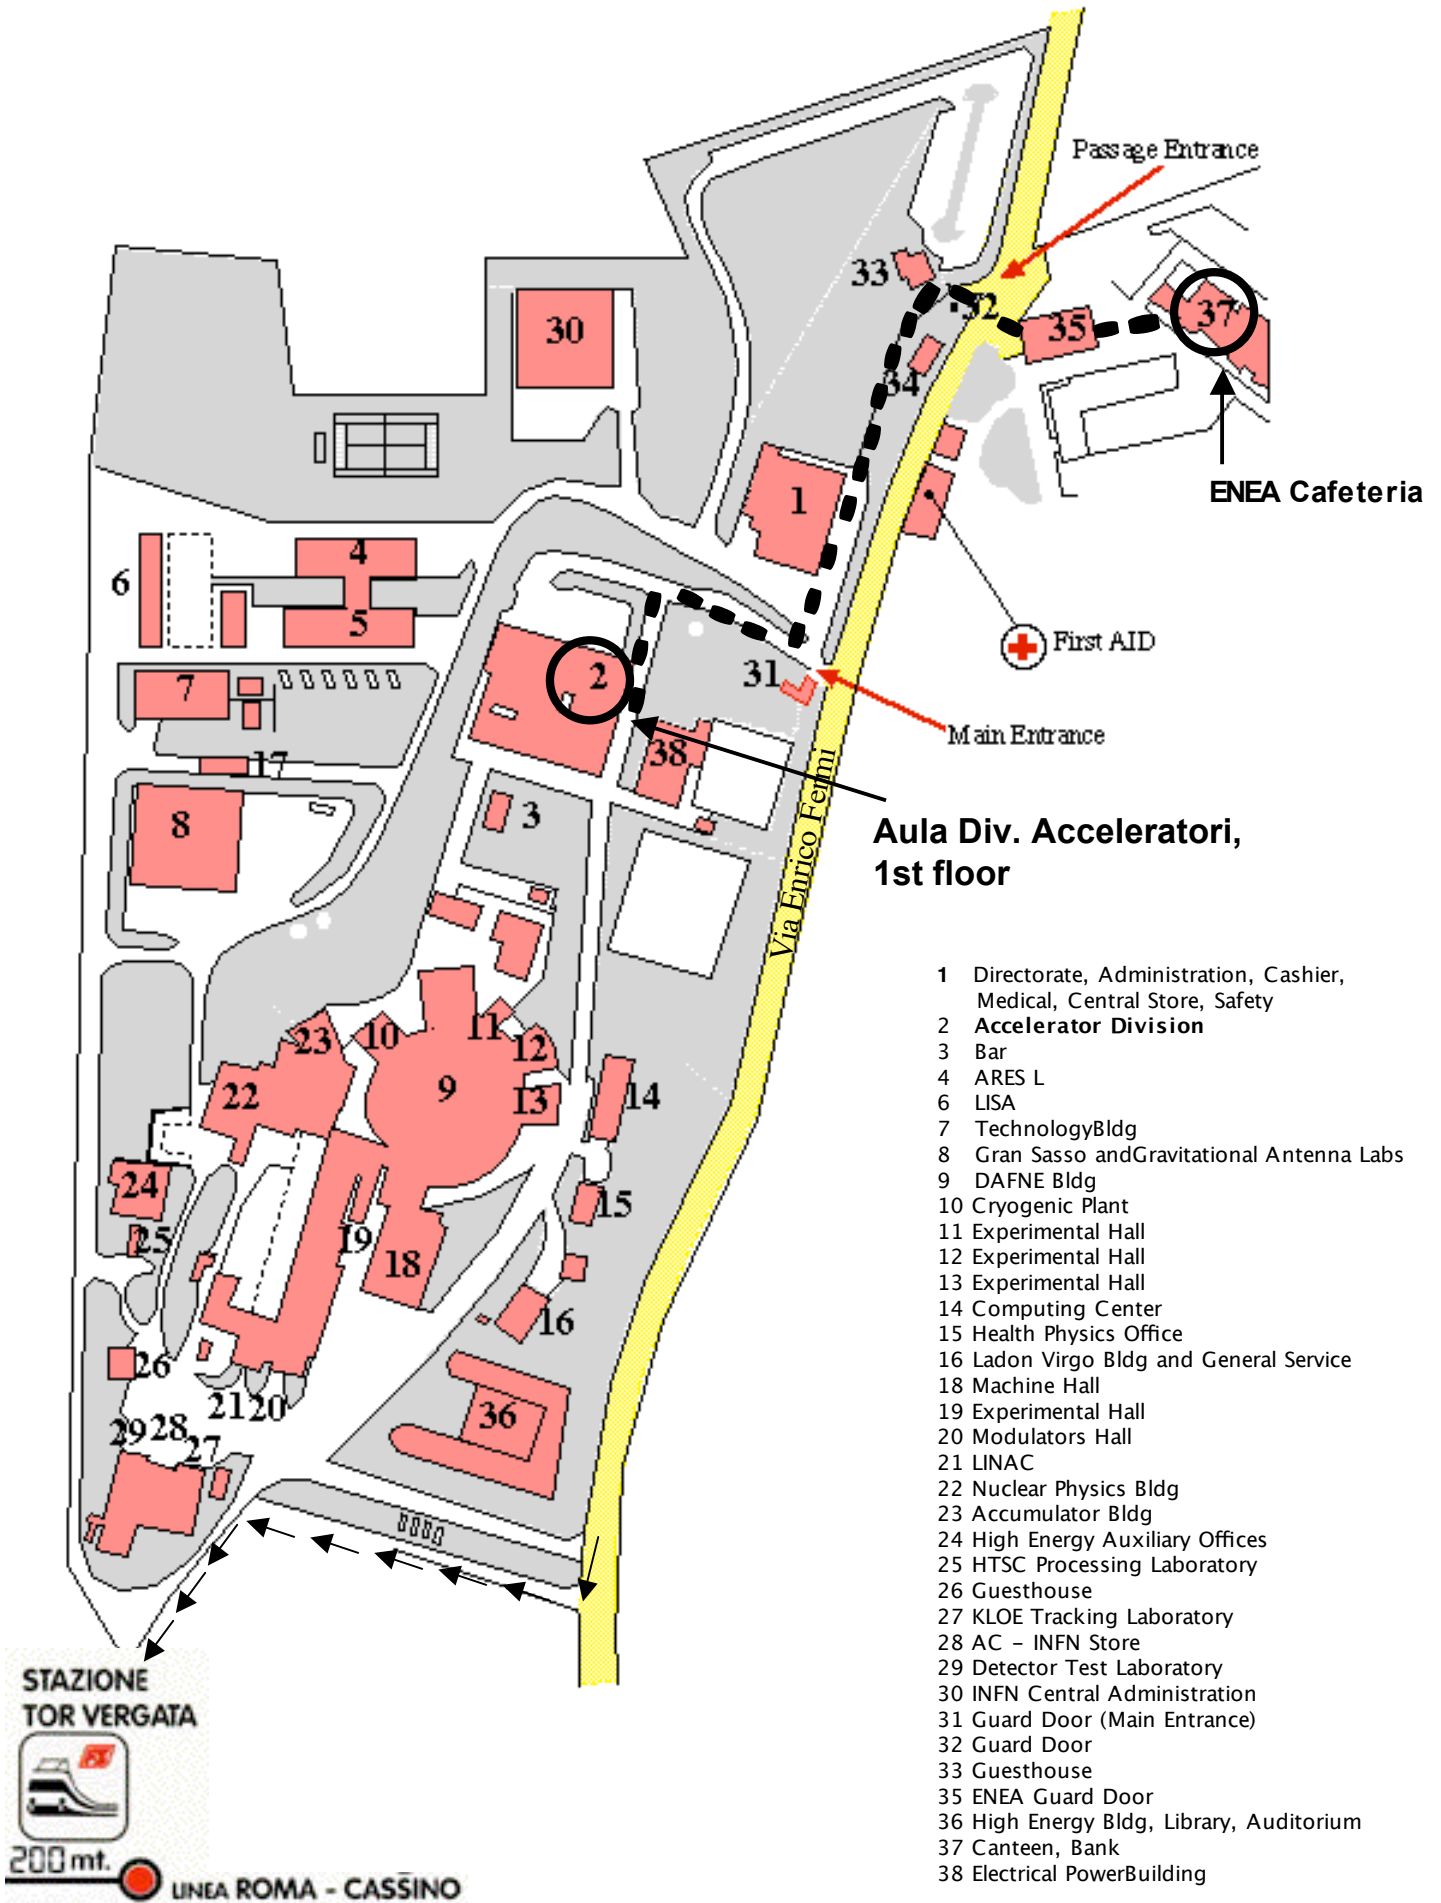 Passage Entrance
33
32
30
35
37
34
ENEA Cafeteria
1
4
6
5
First AID
2
31
7
Main Entrance
38
17
3
8
Via Enrico Fermi
Aula Div. Acceleratori,
1st floor
1 Directorate, Administration, Cashier,
Medical, Central Store, Safety
2 Accelerator Division
3 Bar
4 ARES L
6 LISA
7 TechnologyBldg
8 Gran Sasso andGravitational Antenna Labs
9 DAFNE Bldg
10 Cryogenic Plant
11 Experimental Hall
12 Experimental Hall
13 Experimental Hall
14 Computing Center
15 Health Physics Office
16 Ladon Virgo Bldg and General Service
18 Machine Hall
19 Experimental Hall
20 Modulators Hall
21 LINAC
22 Nuclear Physics Bldg
23 Accumulator Bldg
24 High Energy Auxiliary Offices
25 HTSC Processing Laboratory
26 Guesthouse
27 KLOE Tracking Laboratory
28 AC – INFN Store
29 Detector Test Laboratory
30 INFN Central Administration
31 Guard Door (Main Entrance)
32 Guard Door
33 Guesthouse
35 ENEA Guard Door
36 High Energy Bldg, Library, Auditorium
37 Canteen, Bank
38 Electrical PowerBuilding
23
10
11
12
22
9
13
14
24
15
25
19
18
16
26
21
20
36
29
28
27
STAZIONE
TOR VERGATA
FS
200 mt.
LINEA ROMA - CASSINO